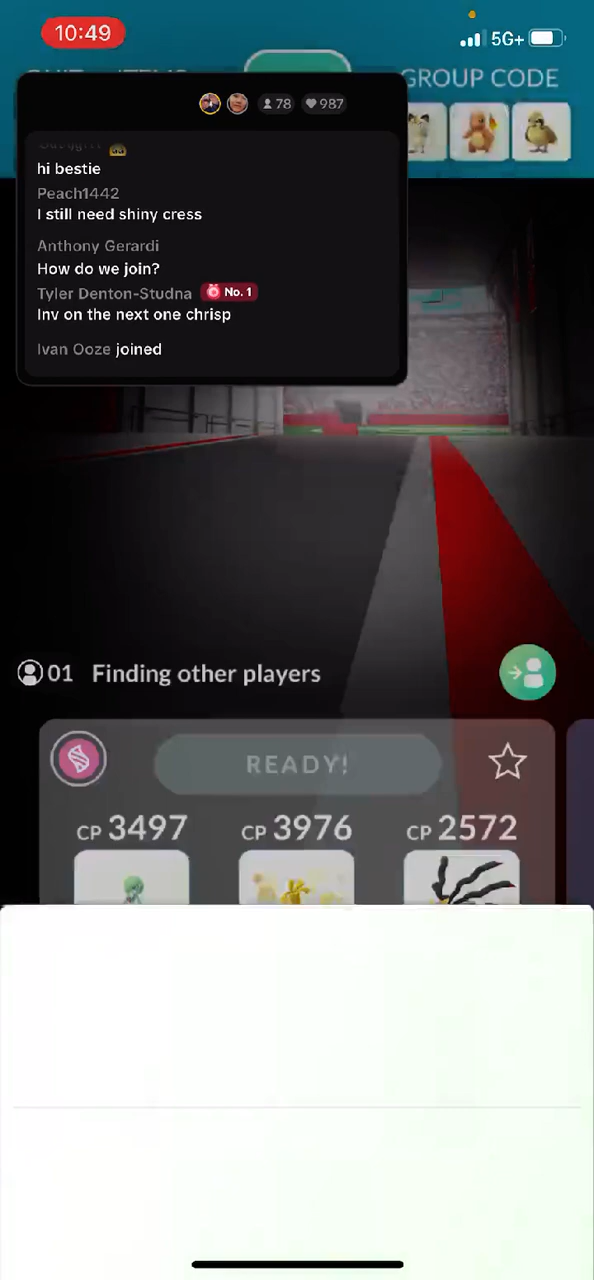 10:49
5G+
GROUP CODE
78
987
hi bestie
Peach1442
I still need shiny cress
Anthony Gerardi
How do we join?
Tyler Denton-Studna No. 1
Inv on the next one chrisp
Ivan Ooze joined
01 Finding other players
READY!
CP 3497 CP 3976 CP 2572